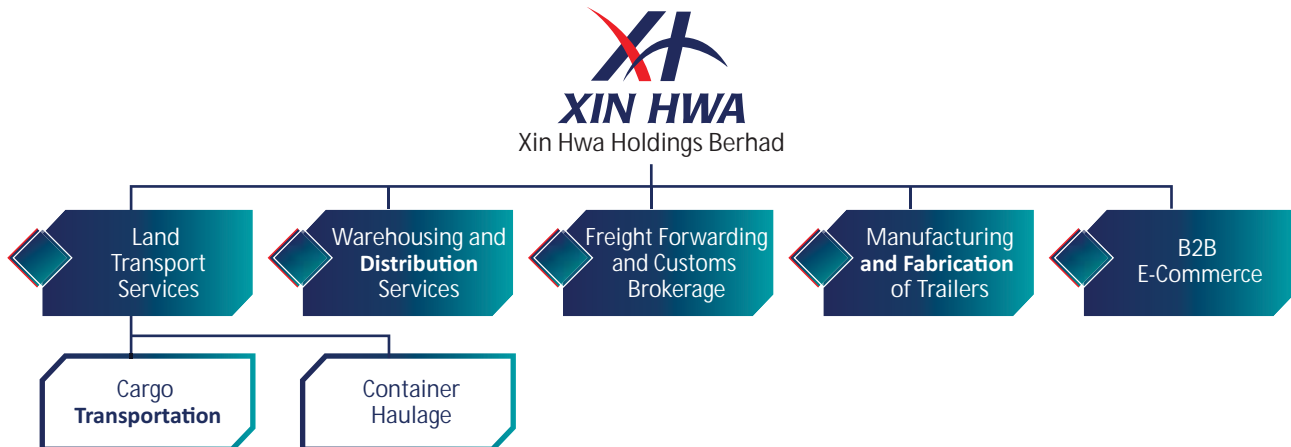 XH
XIN HWA
Xin Hwa Holdings Berhad
Land
Transport
Services
Warehousing and
Distribution
Services
Freight Forwarding
and Customs
Brokerage
Manufacturing
and Fabrication
of Trailers
B2B
E-Commerce
Cargo
Transportation
Container
Haulage